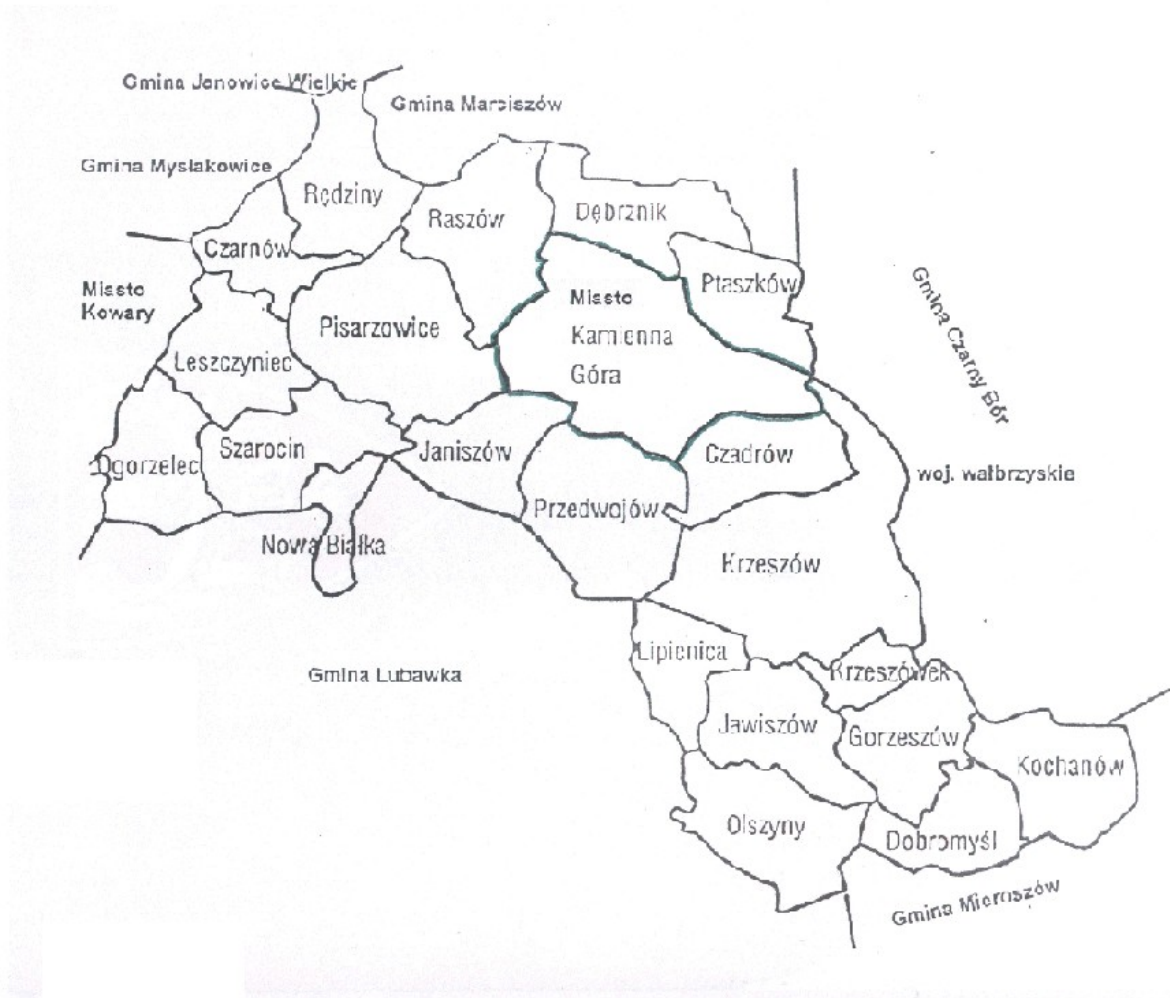 Gmina Janowice Wielkie
Gmina Marciszów
Gmina Mysłakowice
Rędziny
Raszów
Dębrznik
Czarnów
Ptaszków
Miasto
Kowary
Miasto
Kamienna
Góra
Pisarzowice
Gmina Czarny Bór
Leszczyniec
Szarocin
Janiszów
Czadrów
Ogorzelec
woj. wałbrzyskie
Przedwojów
Nowa Białka
Krzeszów
Lipienica
Gmina Lubawka
Krzeszówek
Jawiszów
Gorzeszów
Kochanów
Olszyny
Dobromyśl
Gmina Mieroszów